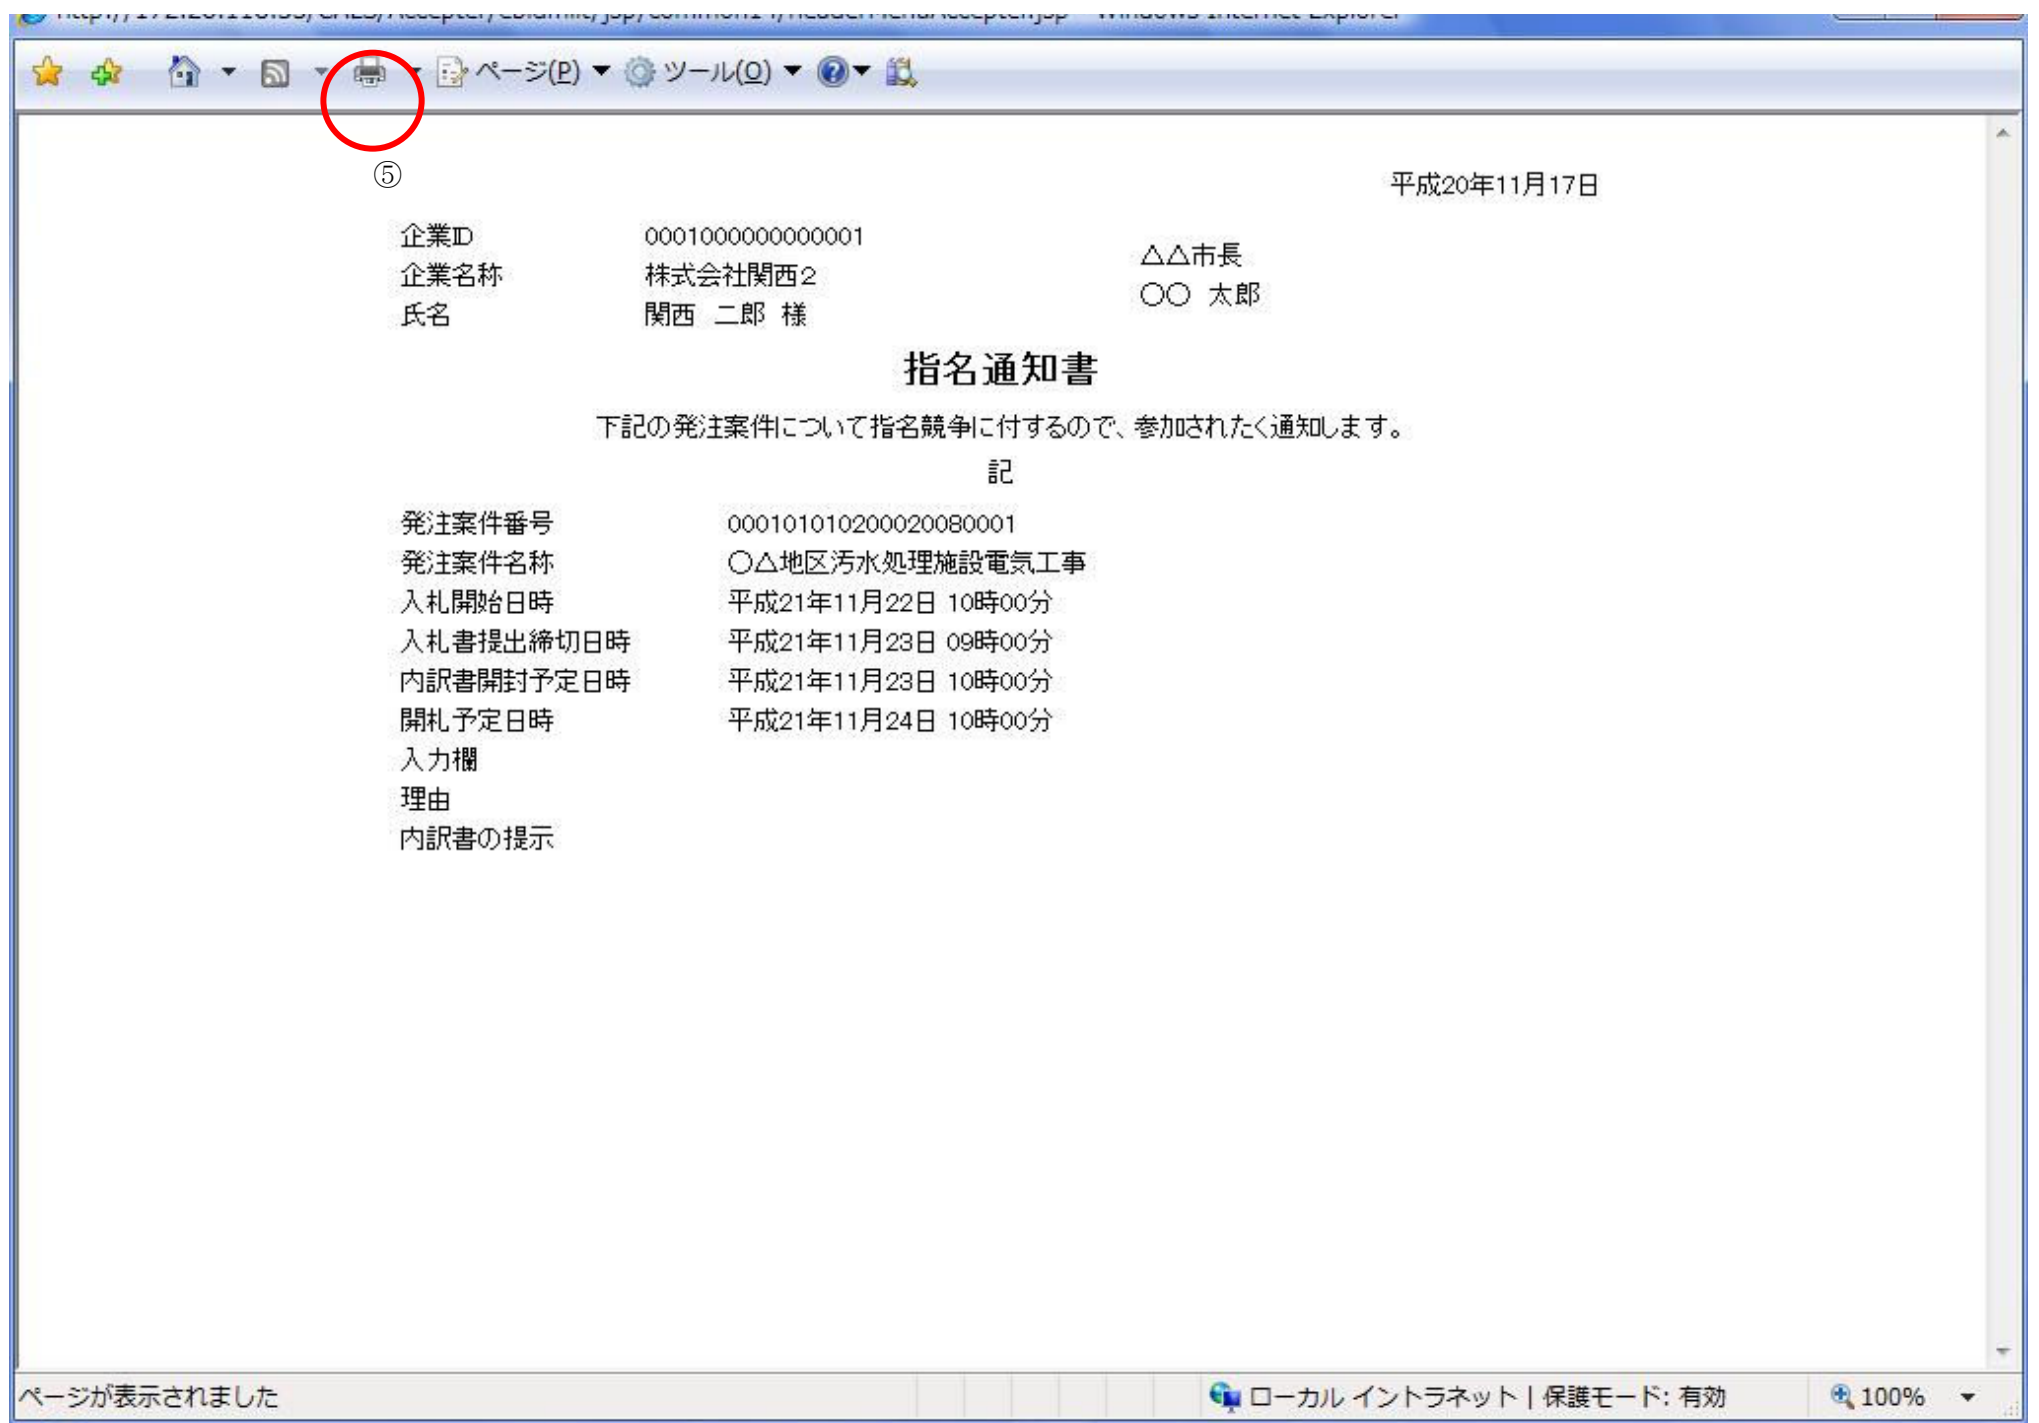 Windows Internet Explorer
ページ(P) ツール(O)
⑤
平成20年11月17日
企業ID 0001000000000001
企業名称 株式会社関西2
氏名 関西 二郎 様
△△市長
〇〇 太郎
指名通知書
下記の発注案件について指名競争に付するので、参加されたく通知します。
記
発注案件番号 000101010200020080001
発注案件名称 〇△地区汚水処理施設電気工事
入札開始日時 平成21年11月22日 10時00分
入札書提出締切日時 平成21年11月23日 09時00分
内訳書開封予定日時 平成21年11月23日 10時00分
開札予定日時 平成21年11月24日 10時00分
入力欄
理由
内訳書の提示
ページが表示されました ローカル イントラネット | 保護モード: 有効 100%